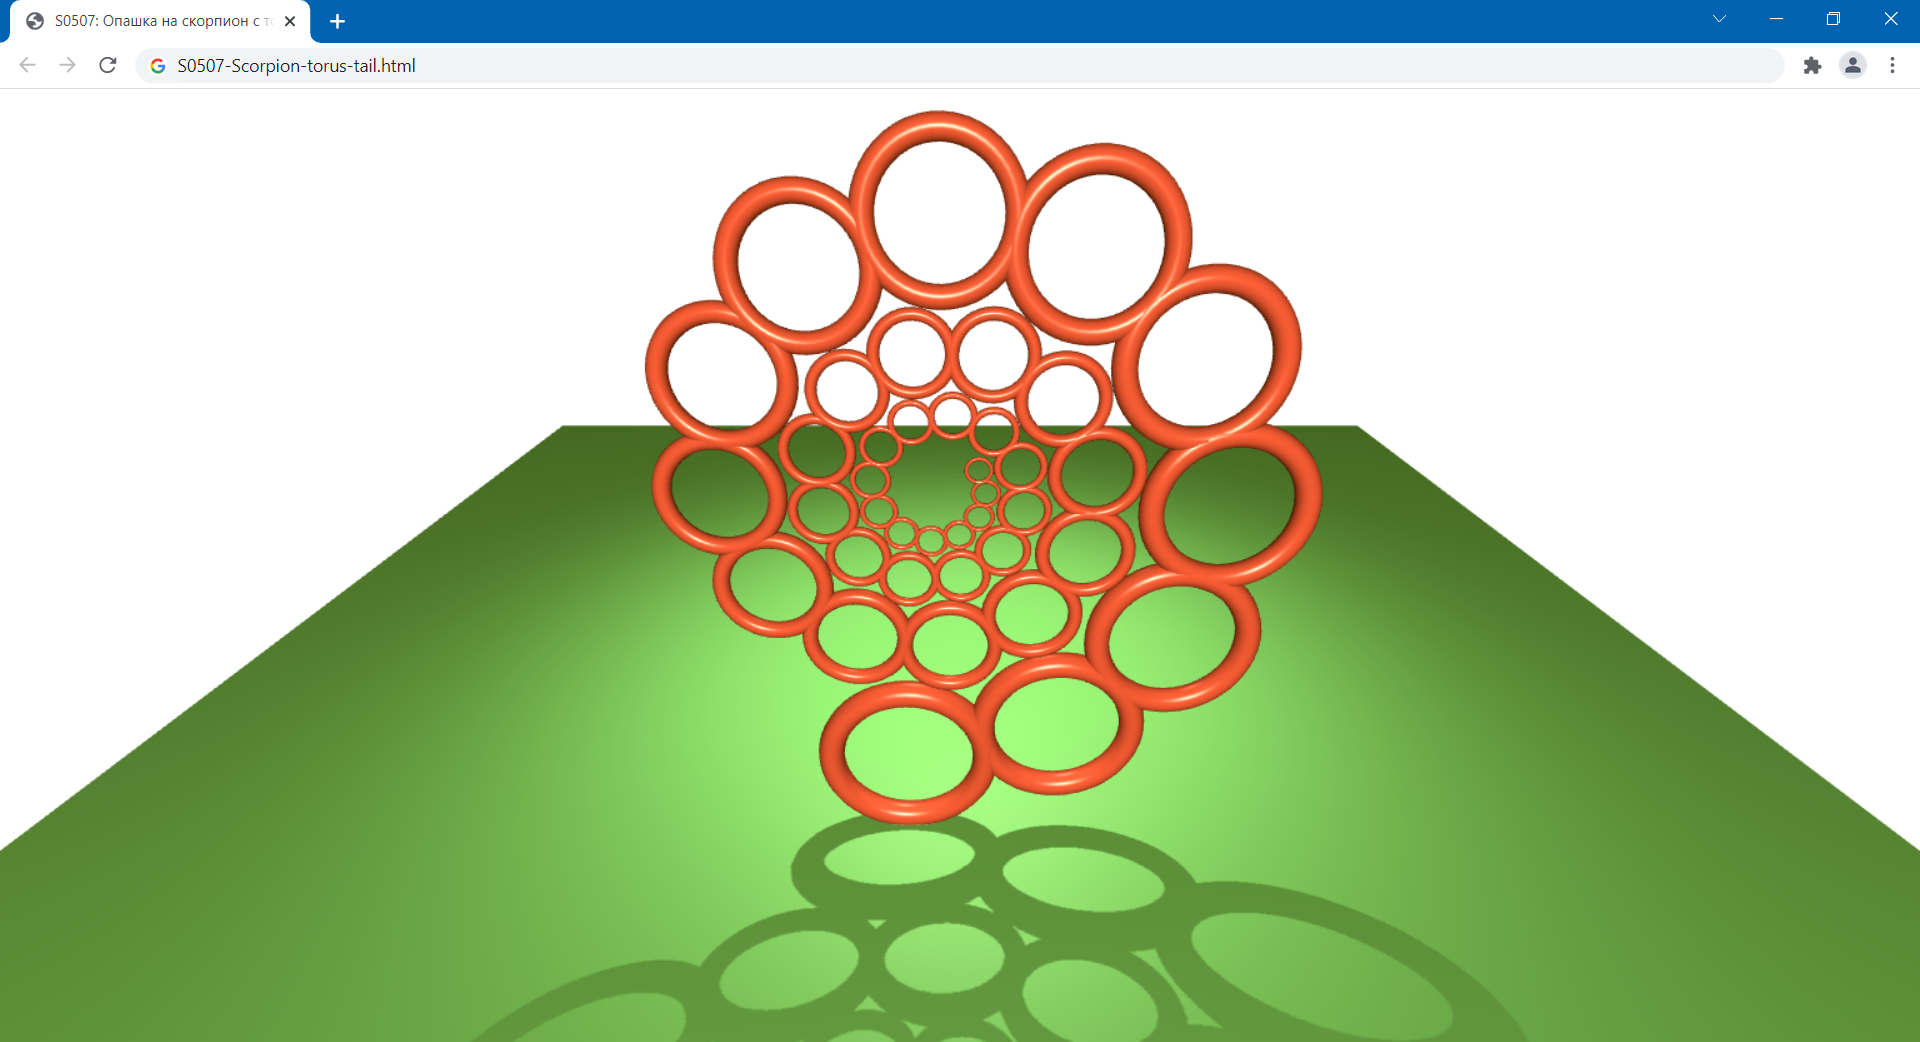 S0507: Опашка на скорпион с
S0507-Scorpion-torus-tail.html